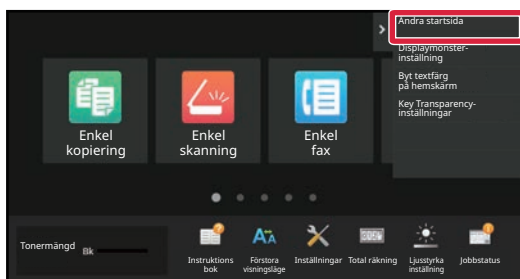 Ändra startsida
Displaymönster-
inställning
Byt textfärg
på hemskärm
Key Transparency-
inställningar
Enkel
kopiering
Enkel
skanning
Enkel
fax
Tonermängd
Bk
Instruktions
bok
Förstora
visningsläge
Inställningar
Total räkning
Ljusstyrka
inställning
Jobbstatus